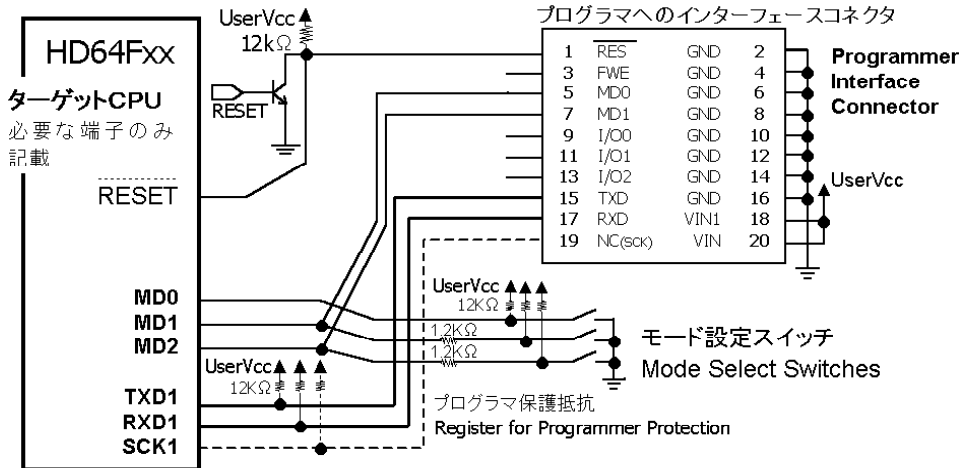 プログラマへのインターフェースコネクタ
UserVcc
12kΩ
HD64Fxx
ターゲットCPU
必要な端子のみ
記載
RESET
RESET
1 RES GND 2
3 FWE GND 4
5 MD0 GND 6
7 MD1 GND 8
9 I/O0 GND 10
11 I/O1 GND 12
13 I/O2 GND 14
15 TXD GND 16
17 RXD VIN1 18
19 NC(SCK) VIN 20
Programmer
Interface
Connector
UserVcc
MD0
MD1
MD2
UserVcc
12KΩ
1.2KΩ
1.2KΩ
モード設定スイッチ
Mode Select Switches
UserVcc
12KΩ
TXD1
RXD1
SCK1
プログラマ保護抵抗
Register for Programmer Protection